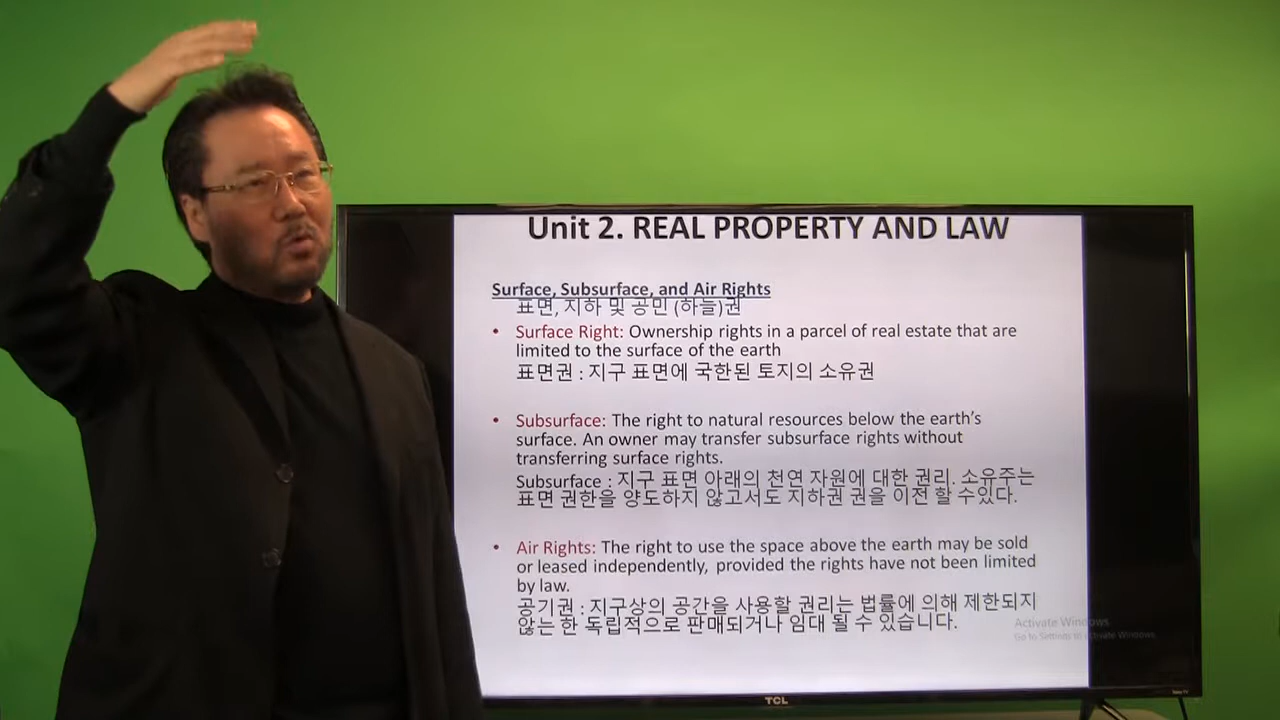 Unit 2. REAL PROPERTY AND LAW
Surface, Subsurface, and Air Rights
표면, 지하 및 공민 (하늘)권
• Surface Right: Ownership rights in a parcel of real estate that are
limited to the surface of the earth
표면권 : 지구 표면에 국한된 토지의 소유권
• Subsurface: The right to natural resources below the earth's
surface. An owner may transfer subsurface rights without
transferring surface rights.
Subsurface : 지구 표면 아래의 천연 자원에 대한 권리. 소유주는
표면 권한을 양도하지 않고서도 지하권 권을 이전 할 수있다.
• Air Rights: The right to use the space above the earth may be sold
or leased independently, provided the rights have not been limited
by law.
공기권 : 지구상의 공간을 사용할 권리는 법률에 의해 제한되지
않는 한 독립적으로 판매되거나 임대 될 수 있습니다.
Activate Windows
Go to Settings to activate Windows.
TCL